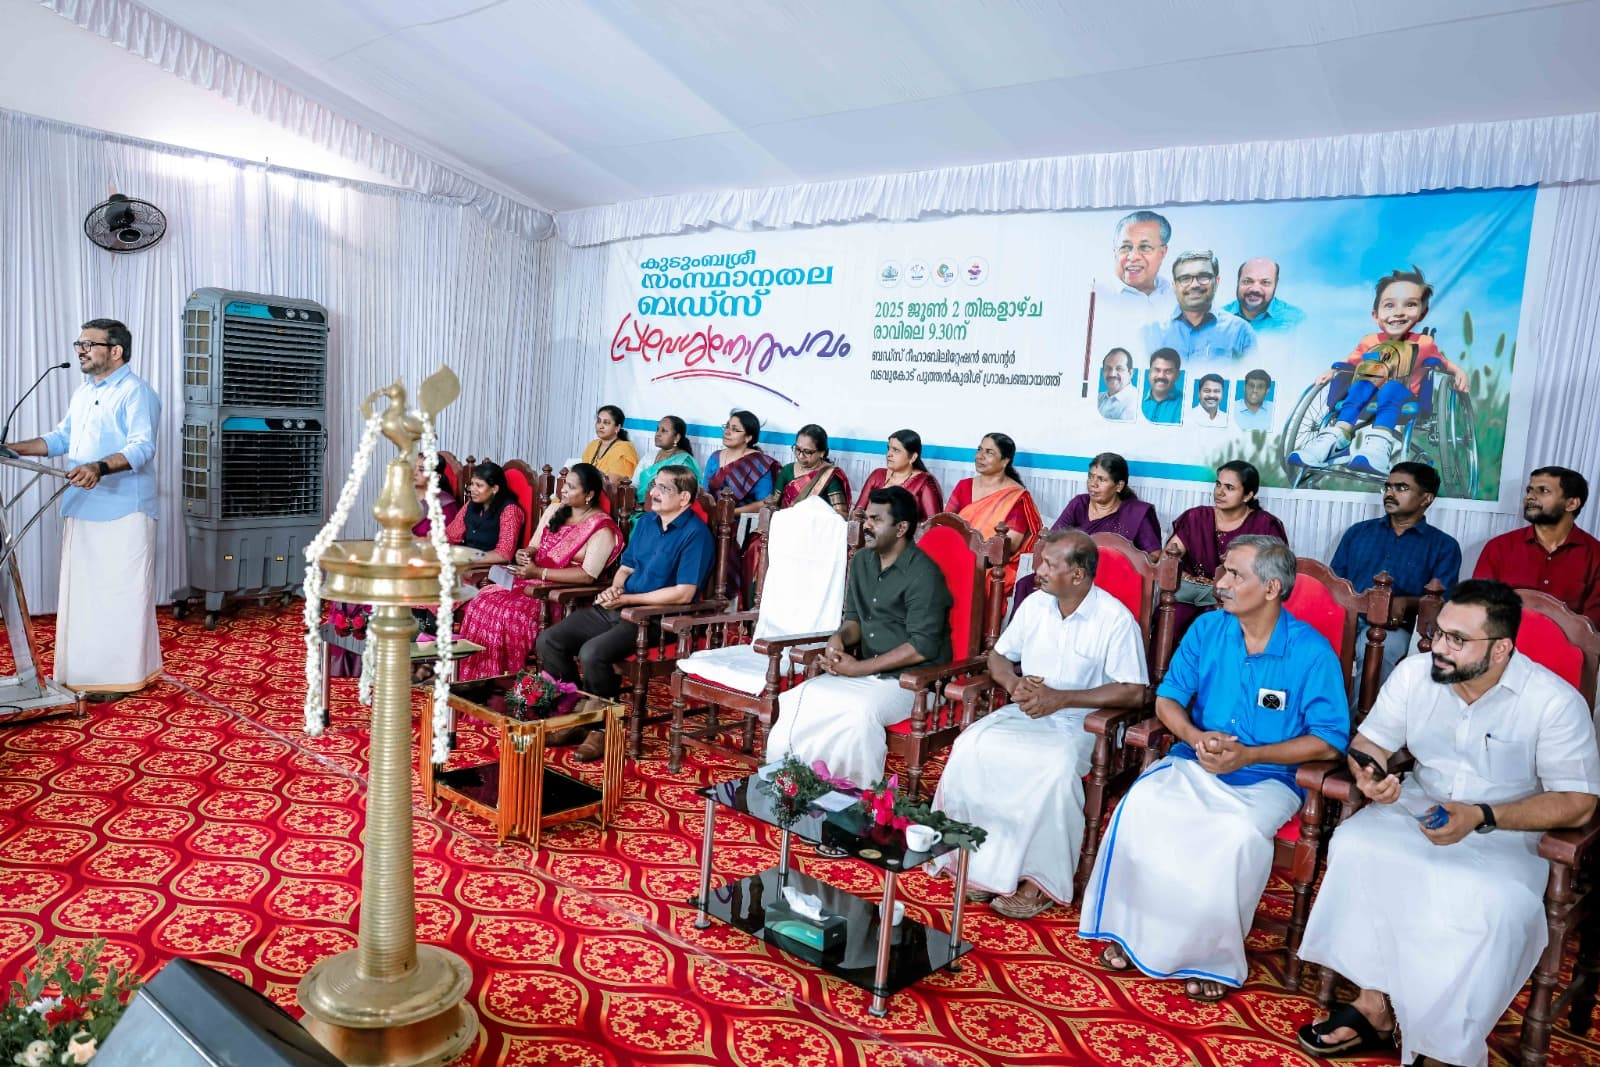 കുടുംബശ്രീ
സംസ്ഥാനതല
ബഡ്സ്
പ്രവേശനോത്സവം
2025 ജൂൺ 2 തിങ്കളാഴ്ച
രാവിലെ 9.30ന്
ബഡ്സ് റീഹാബിലിറ്റേഷൻ സെന്റർ
വടവുകോട് പുത്തൻകുരിശ് ഗ്രാമപഞ്ചായത്ത്